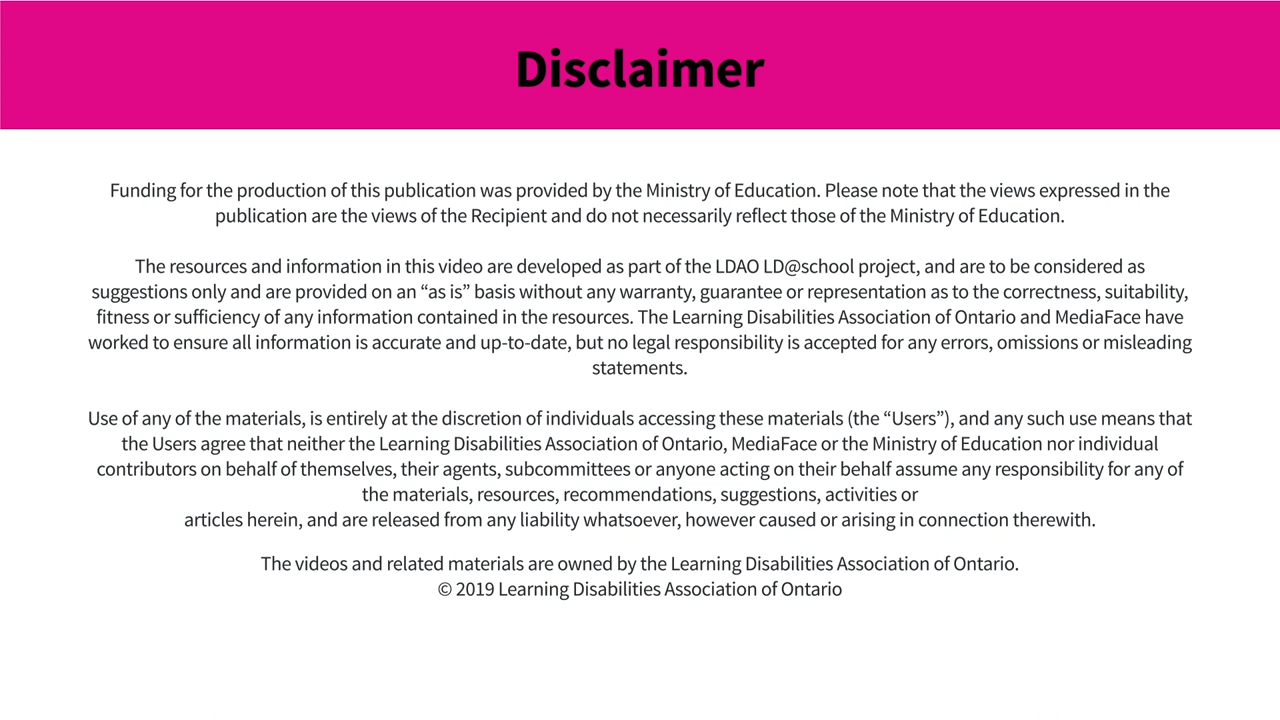 Disclaimer
Funding for the production of this publication was provided by the Ministry of Education. Please note that the views expressed in the
publication are the views of the Recipient and do not necessarily reflect those of the Ministry of Education.
The resources and information in this video are developed as part of the LDAO LD@school project, and are to be considered as
suggestions only and are provided on an “as is” basis without any warranty, guarantee or representation as to the correctness, suitability,
fitness or sufficiency of any information contained in the resources. The Learning Disabilities Association of Ontario and MediaFace have
worked to ensure all information is accurate and up-to-date, but no legal responsibility is accepted for any errors, omissions or misleading
statements.
Use of any of the materials, is entirely at the discretion of individuals accessing these materials (the “Users”), and any such use means that
the Users agree that neither the Learning Disabilities Association of Ontario, MediaFace or the Ministry of Education nor individual
contributors on behalf of themselves, their agents, subcommittees or anyone acting on their behalf assume any responsibility for any of
the materials, resources, recommendations, suggestions, activities or
articles herein, and are released from any liability whatsoever, however caused or arising in connection therewith.
The videos and related materials are owned by the Learning Disabilities Association of Ontario.
© 2019 Learning Disabilities Association of Ontario